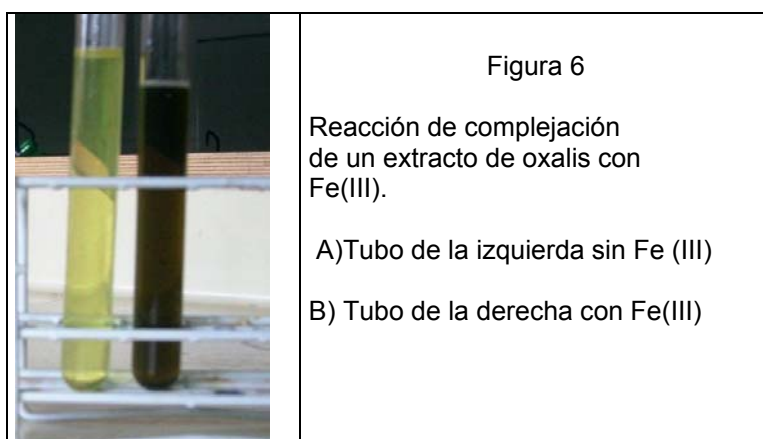 Figura 6
Reacción de complejación
de un extracto de oxalis con
Fe(III).
A)Tubo de la izquierda sin Fe (III)
B) Tubo de la derecha con Fe(III)